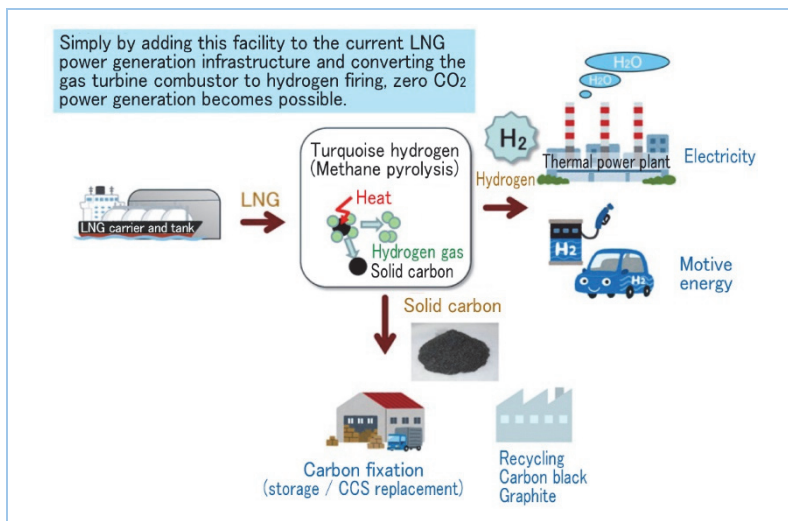 Simply by adding this facility to the current LNG
power generation infrastructure and converting the
gas turbine combustor to hydrogen firing, zero CO₂
power generation becomes possible.
H₂O
H₂O
H₂
Thermal power plant
Electricity
Turquoise hydrogen
(Methane pyrolysis)
Heat
Hydrogen gas
Solid carbon
LNG carrier and tank
LNG
Hydrogen
H₂
H₂
Motive
energy
Solid carbon
Carbon fixation
(storage / CCS replacement)
Recycling
Carbon black
Graphite